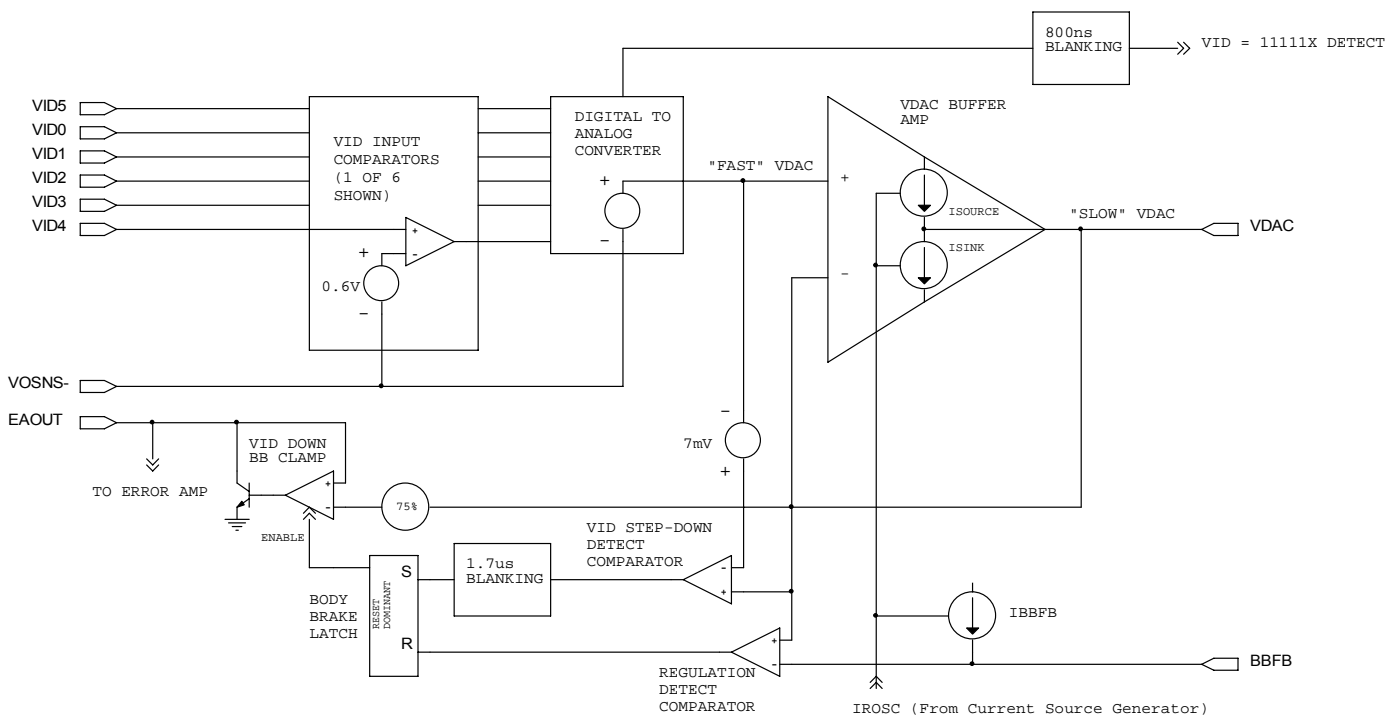 800ns
BLANKING
VID = 11111X DETECT
VID5
VID0
VID1
VID2
VID3
VID4
VID INPUT
COMPARATORS
(1 OF 6
SHOWN)
+
-
+
0.6V
-
DIGITAL TO
ANALOG
CONVERTER
+
-
"FAST" VDAC
VDAC BUFFER
AMP
+
-
ISOURCE
ISINK
"SLOW" VDAC
VDAC
VOSNS-
EAOUT
VID DOWN
BB CLAMP
+
-
TO ERROR AMP
ENABLE
75%
-
7mV
+
VID STEP-DOWN
DETECT
COMPARATOR
-
+
1.7us
BLANKING
BODY
BRAKE
LATCH
RESET
DOMINANT
S
R
REGULATION
DETECT
COMPARATOR
+
-
IBBFB
BBFB
IROSC (From Current Source Generator)